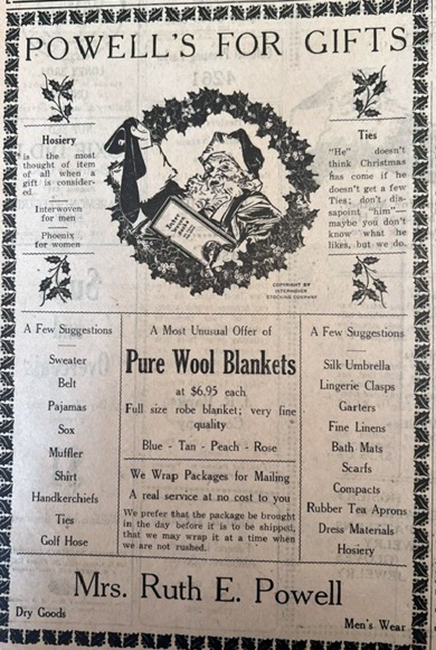 POWELL'S FOR GIFTS
Hosiery
is the most
thought of item
of all when a
gift is consider-
ed.
Interwoven
for men
Phoenix
for women
COPYRIGHT BY
INTERWOVEN
STOCKING COMPANY
Ties
"He" doesn't
think Christmas
has come if he
doesn't get a few
Ties; don't dis-
sapoint "him"—
maybe you don't
know what he
likes, but we do.
A Few Suggestions
Sweater
Belt
Pajamas
Sox
Muffler
Shirt
Handkerchiefs
Ties
Golf Hose
A Most Unusual Offer of
Pure Wool Blankets
at $6.95 each
Full size robe blanket; very fine
quality
Blue - Tan - Peach - Rose
We Wrap Packages for Mailing
A real service at no cost to you
We prefer that the package be brought
in the day before it is to be shipped,
that we may wrap it at a time when
we are not rushed.
A Few Suggestions
Silk Umbrella
Lingerie Clasps
Garters
Fine Linens
Bath Mats
Scarfs
Compacts
Rubber Tea Aprons
Dress Materials
Hosiery
Mrs. Ruth E. Powell
Dry Goods
Men's Wear